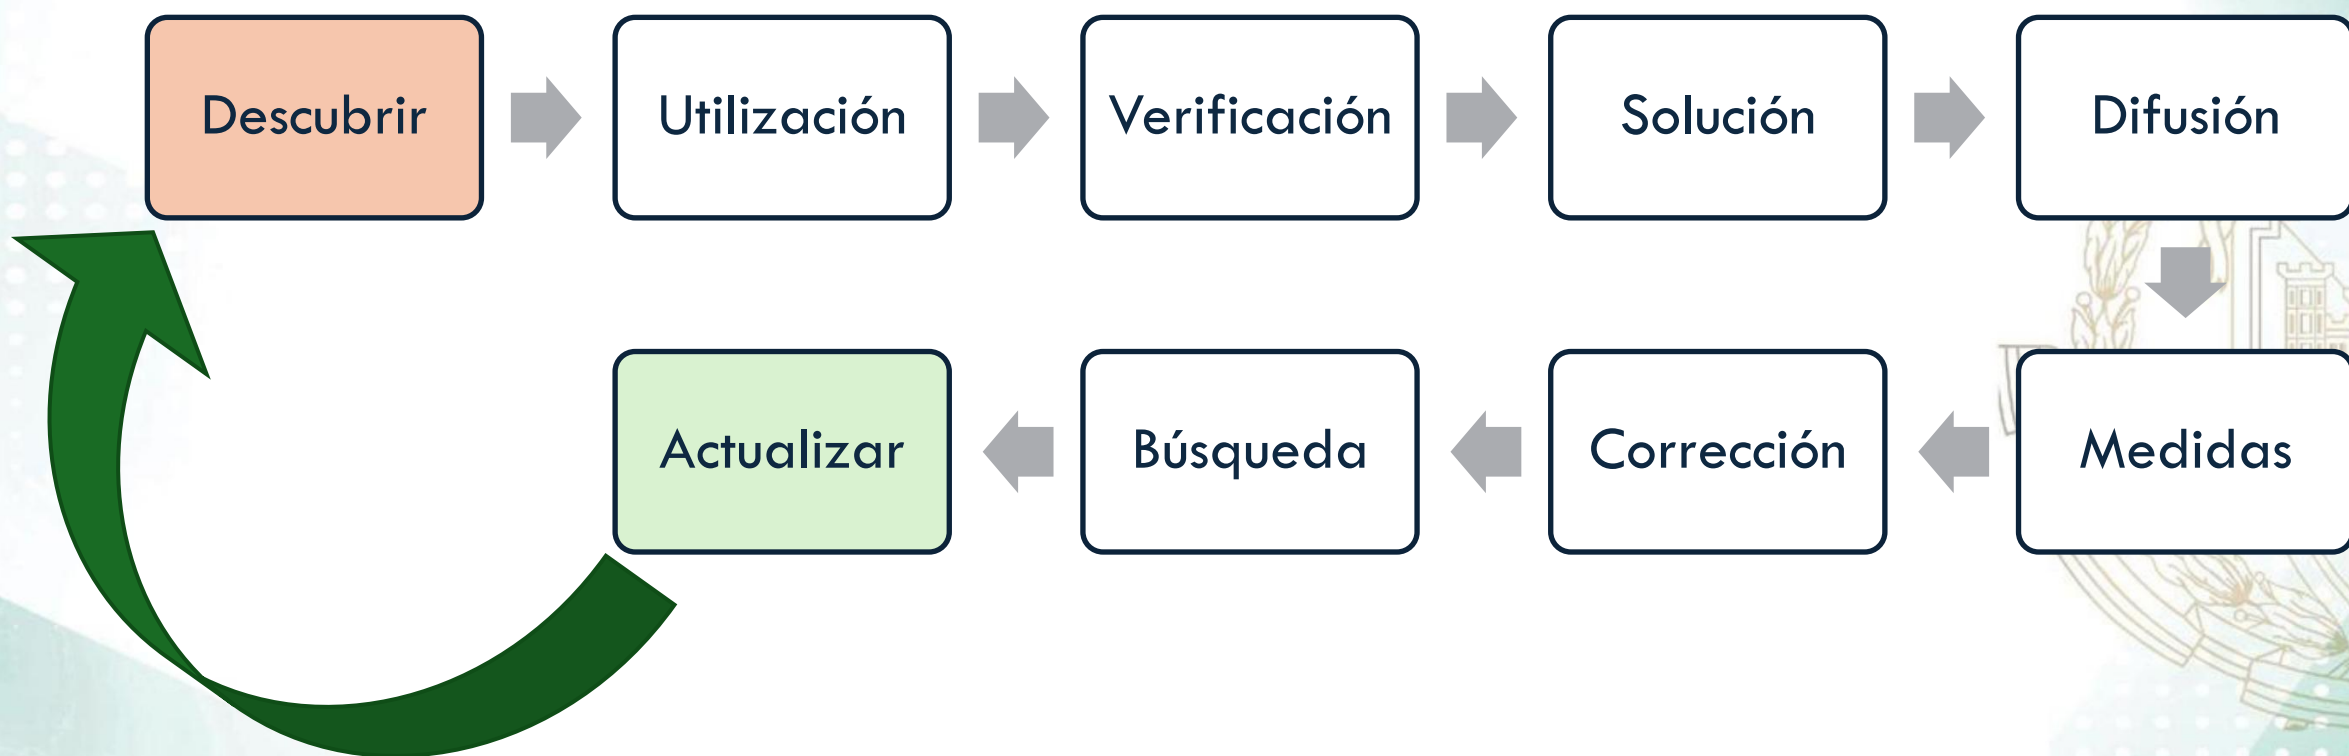 Descubrir
Utilización
Verificación
Solución
Difusión
Medidas
Corrección
Búsqueda
Actualizar